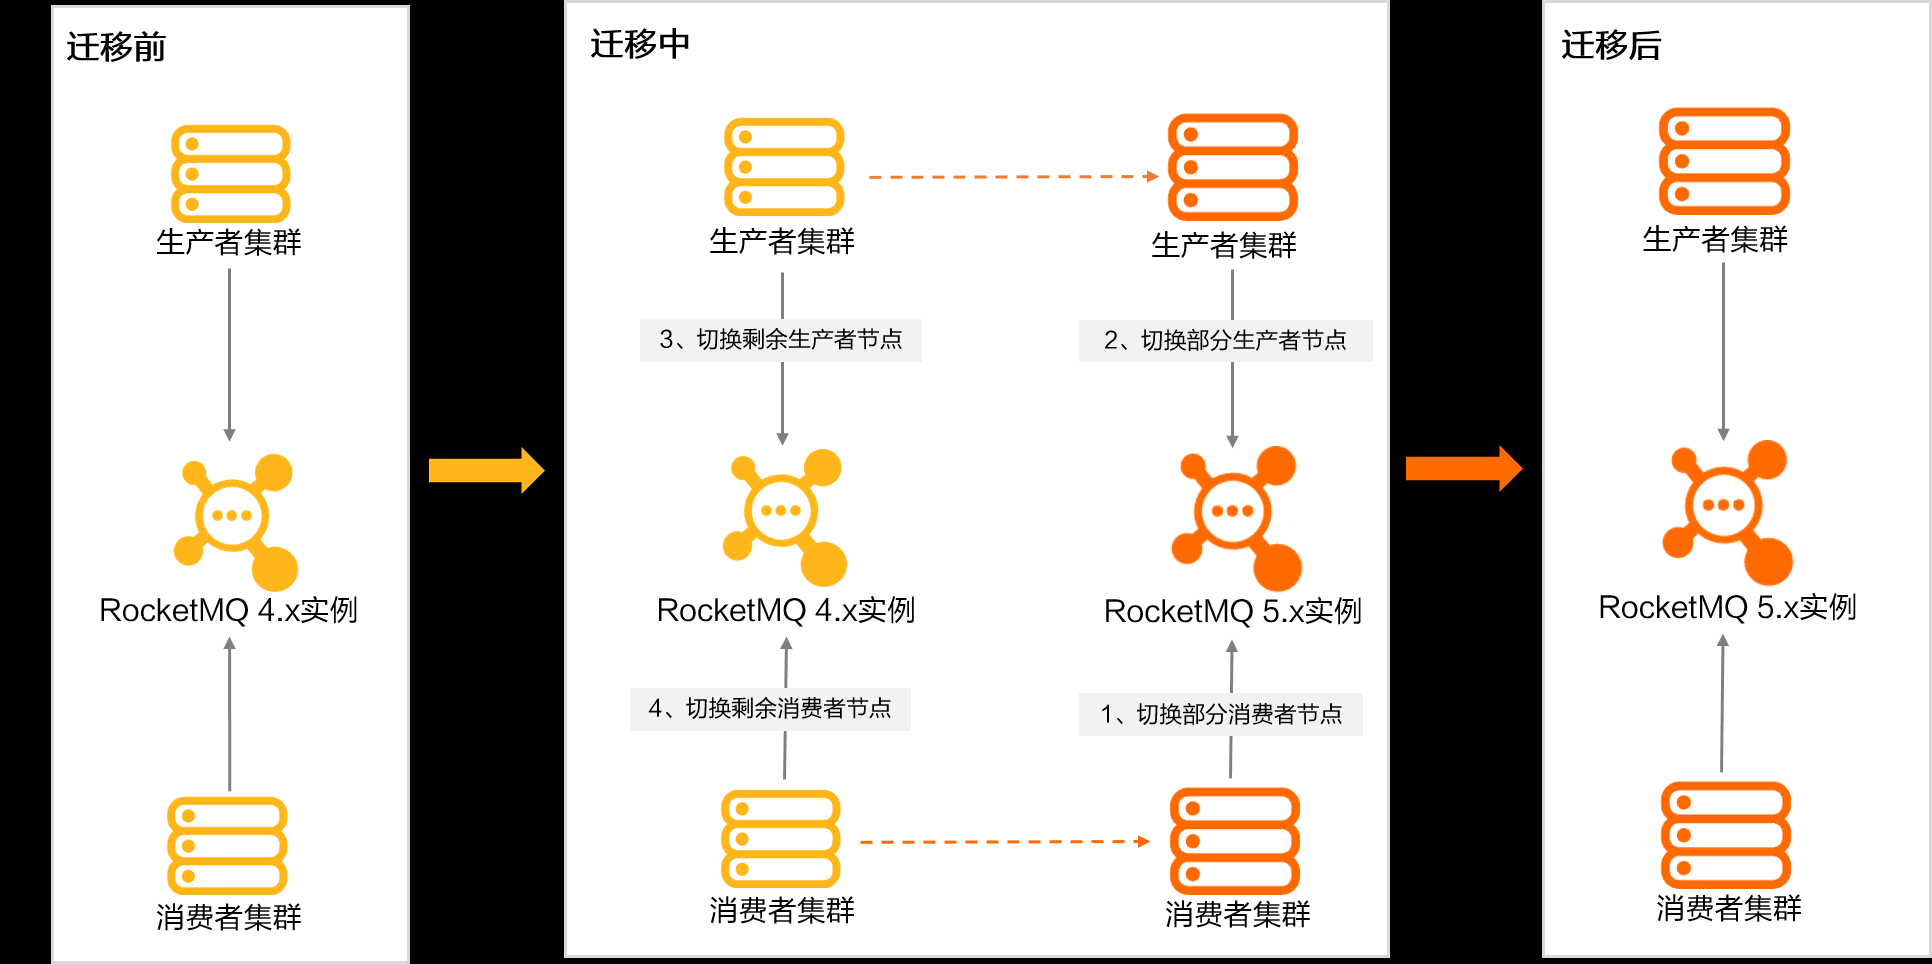 迁移前
生产者集群
RocketMQ 4.x实例
消费者集群
迁移中
生产者集群
生产者集群
3、切换剩余生产者节点
2、切换部分生产者节点
RocketMQ 4.x实例
RocketMQ 5.x实例
4、切换剩余消费者节点
1、切换部分消费者节点
消费者集群
消费者集群
迁移后
生产者集群
RocketMQ 5.x实例
消费者集群